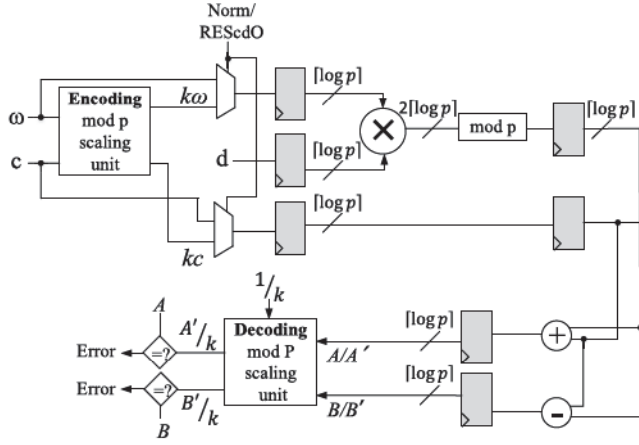 Norm/
REScdO
⌈log p⌉
2⌈log p⌉
⌈log p⌉
Encoding
mod p
scaling
unit
kω
ω
mod p
⌈log p⌉
d
c
⌈log p⌉
kc
1/k
A
A′/k
Decoding
mod P
scaling
unit
⌈log p⌉
A/A′
+
Error
=?
Error
=?
B′/k
B
⌈log p⌉
B/B′
−